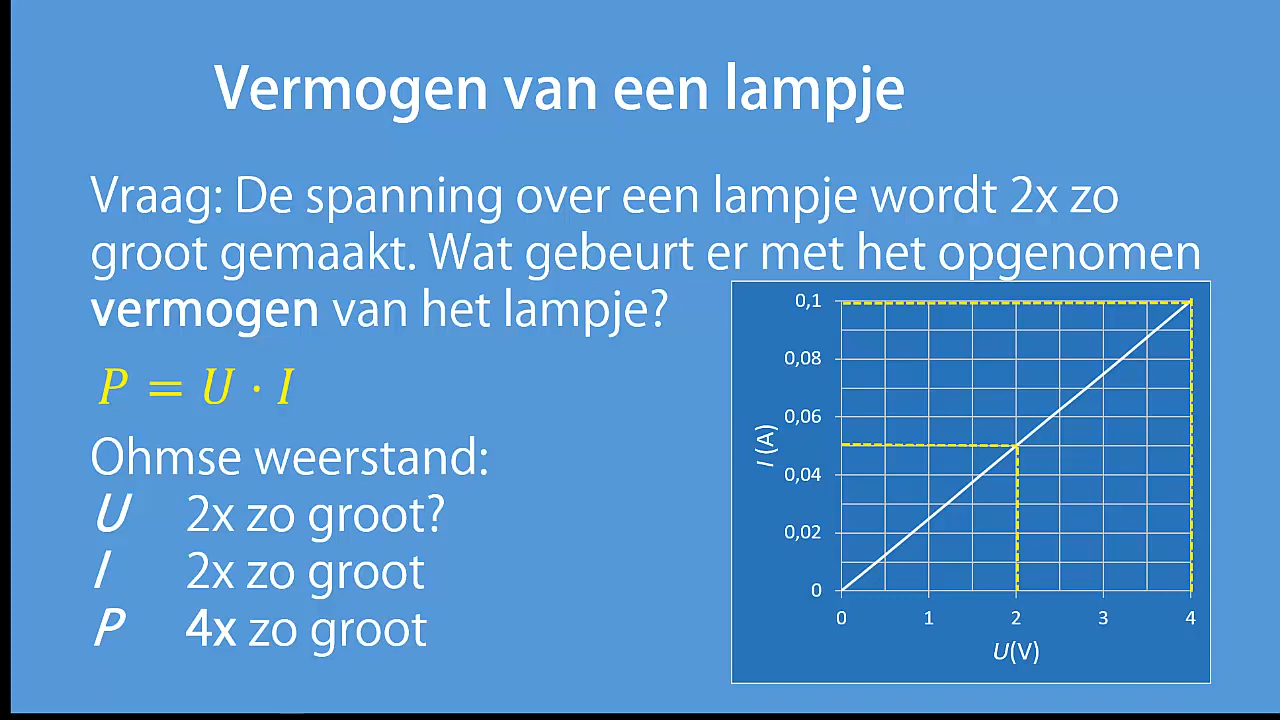 Vermogen van een lampje
Vraag: De spanning over een lampje wordt 2x zo
groot gemaakt. Wat gebeurt er met het opgenomen
vermogen van het lampje?
P = U · I
Ohmse weerstand:
U 2x zo groot?
I 2x zo groot
P 4x zo groot
0,1
0,08
0,06
0,04
0,02
0
I (A)
0 1 2 3 4
U(V)